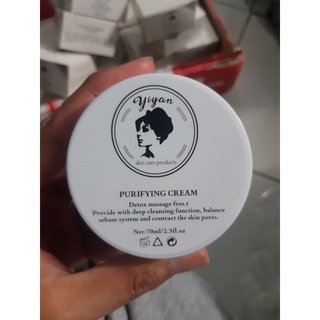 Yiyan
skin care products
PURIFYING CREAM
Detox massage fros.t
Provide with deep cleansing function, balance
sebum system and contract the skin pores.
Net:70ml/2.5fl.oz